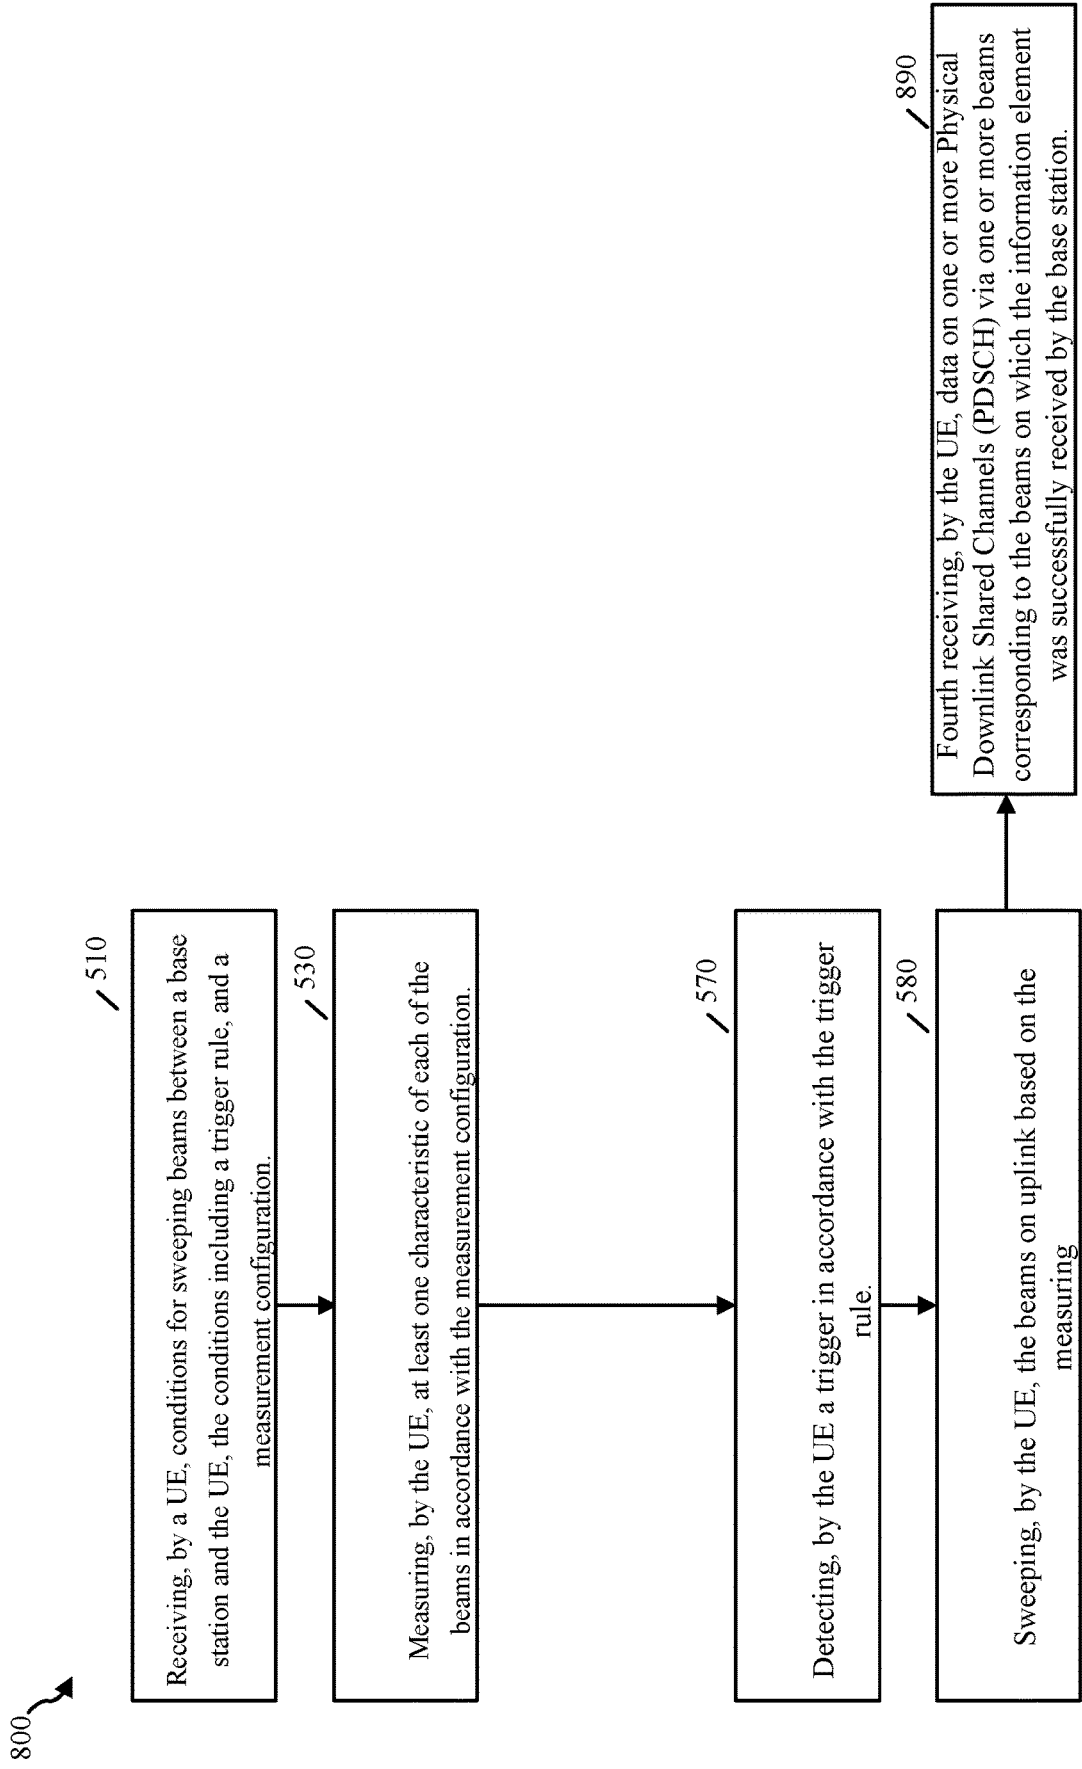 800
510
Receiving, by a UE, conditions for sweeping beams between a base
station and the UE, the conditions including a trigger rule, and a
measurement configuration.
530
Measuring, by the UE, at least one characteristic of each of the
beams in accordance with the measurement configuration.
570
Detecting, by the UE a trigger in accordance with the trigger
rule.
580
Sweeping, by the UE, the beams on uplink based on the
measuring
890
Fourth receiving, by the UE, data on one or more Physical
Downlink Shared Channels (PDSCH) via one or more beams
corresponding to the beams on which the information element
was successfully received by the base station.